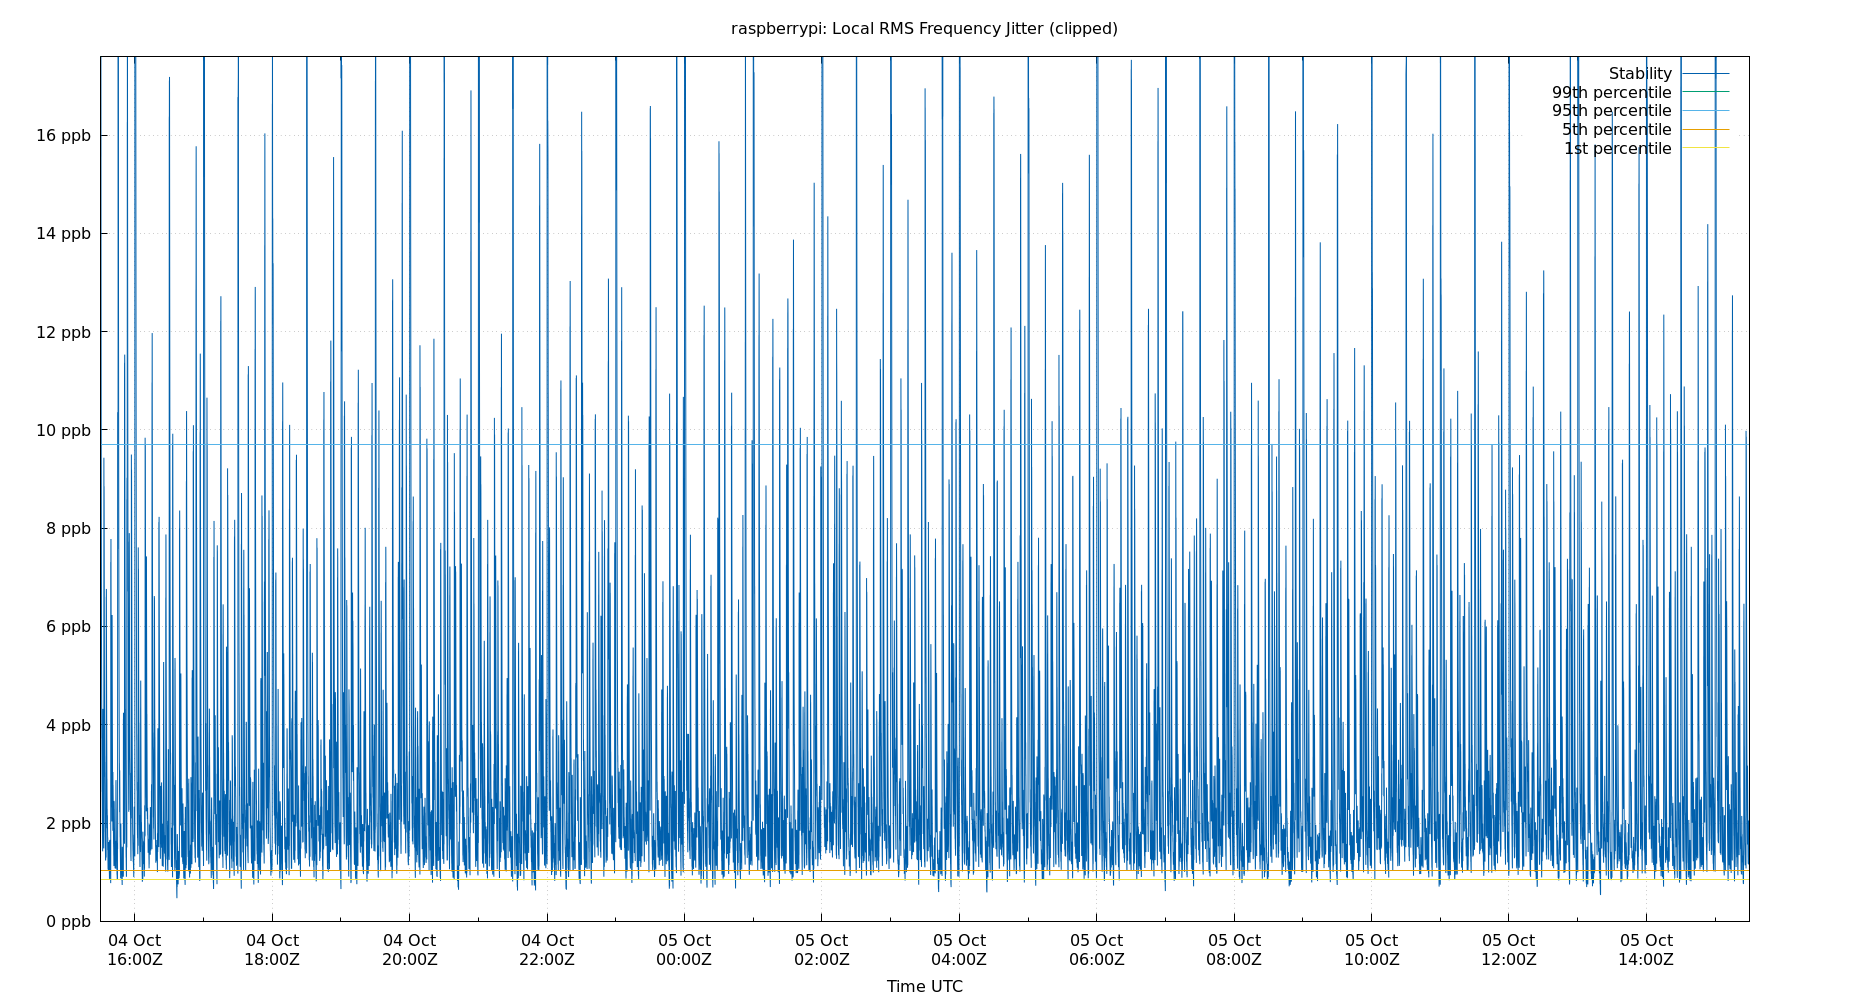 raspberrypi: Local RMS Frequency Jitter (clipped)
Stability
99th percentile
95th percentile
5th percentile
1st percentile
16 ppb
14 ppb
12 ppb
10 ppb
8 ppb
6 ppb
4 ppb
2 ppb
0 ppb
04 Oct 04 Oct 04 Oct 04 Oct 05 Oct 05 Oct 05 Oct 05 Oct 05 Oct 05 Oct 05 Oct 05 Oct
16:00Z 18:00Z 20:00Z 22:00Z 00:00Z 02:00Z 04:00Z 06:00Z 08:00Z 10:00Z 12:00Z 14:00Z
Time UTC